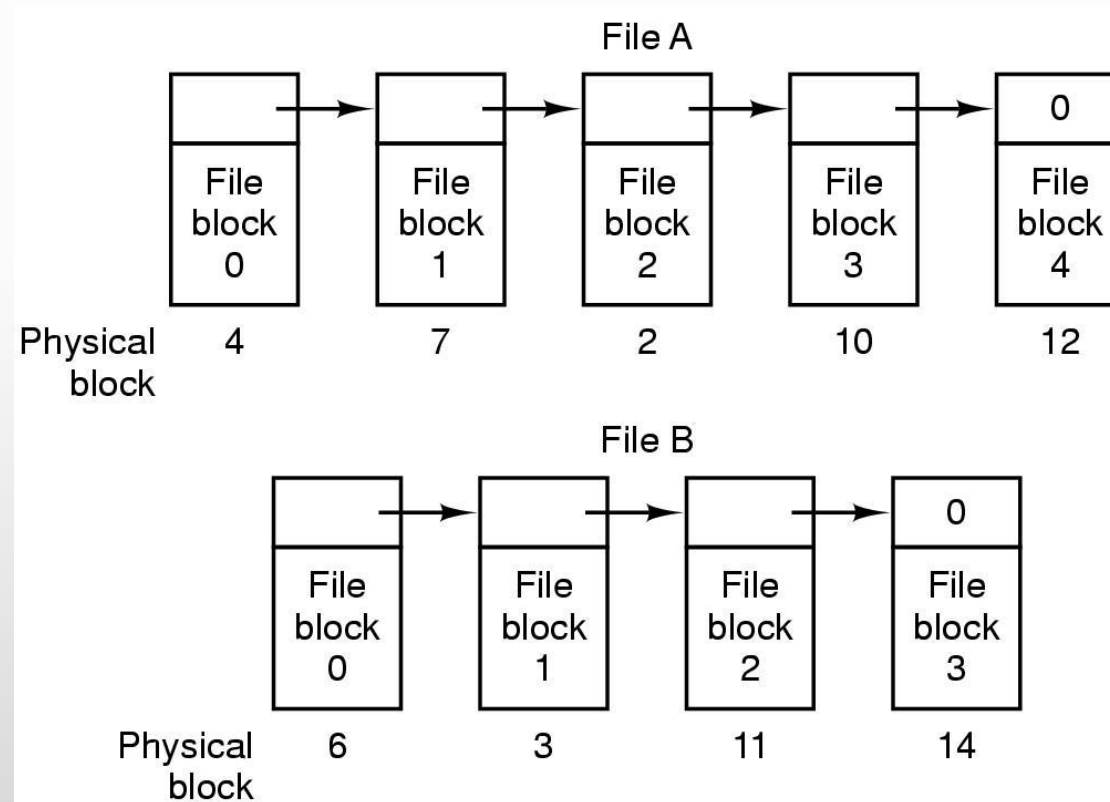 File A
0
File block 0
File block 1
File block 2
File block 3
File block 4
Physical block
4 7 2 10 12
File B
0
File block 0
File block 1
File block 2
File block 3
Physical block
6 3 11 14